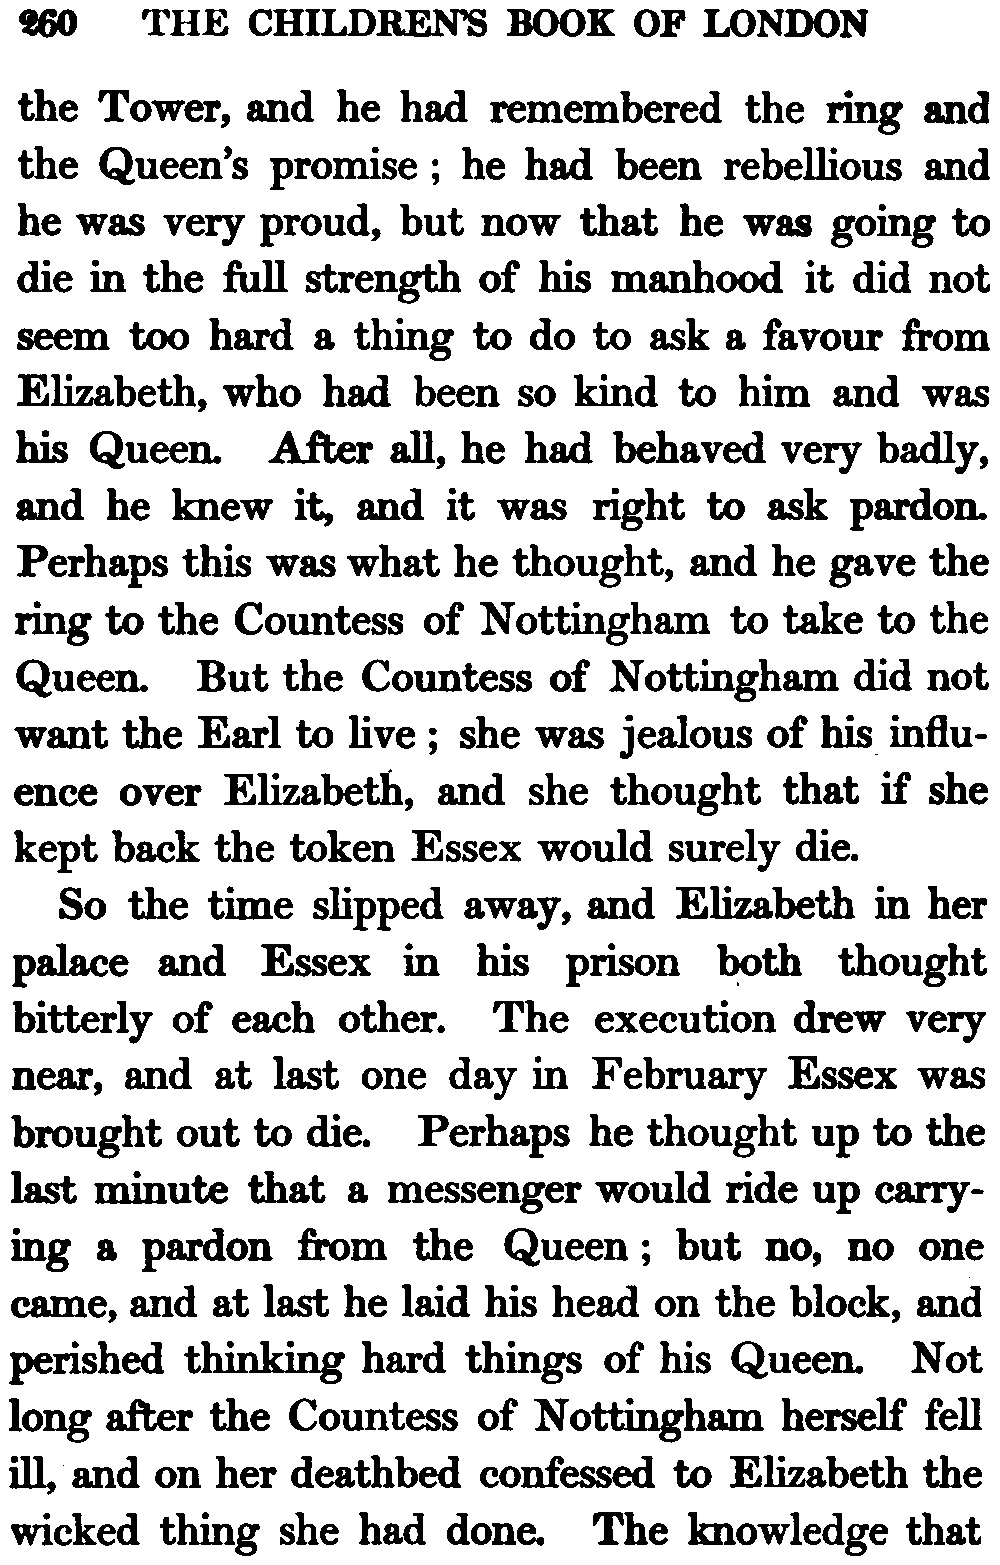 260 THE CHILDREN'S BOOK OF LONDON
the Tower, and he had remembered the ring and
the Queen's promise ; he had been rebellious and
he was very proud, but now that he was going to
die in the full strength of his manhood it did not
seem too hard a thing to do to ask a favour from
Elizabeth, who had been so kind to him and was
his Queen. After all, he had behaved very badly,
and he knew it, and it was right to ask pardon.
Perhaps this was what he thought, and he gave the
ring to the Countess of Nottingham to take to the
Queen. But the Countess of Nottingham did not
want the Earl to live ; she was jealous of his influ-
ence over Elizabeth, and she thought that if she
kept back the token Essex would surely die.
So the time slipped away, and Elizabeth in her
palace and Essex in his prison both thought
bitterly of each other. The execution drew very
near, and at last one day in February Essex was
brought out to die. Perhaps he thought up to the
last minute that a messenger would ride up carry-
ing a pardon from the Queen ; but no, no one
came, and at last he laid his head on the block, and
perished thinking hard things of his Queen. Not
long after the Countess of Nottingham herself fell
ill, and on her deathbed confessed to Elizabeth the
wicked thing she had done. The knowledge that